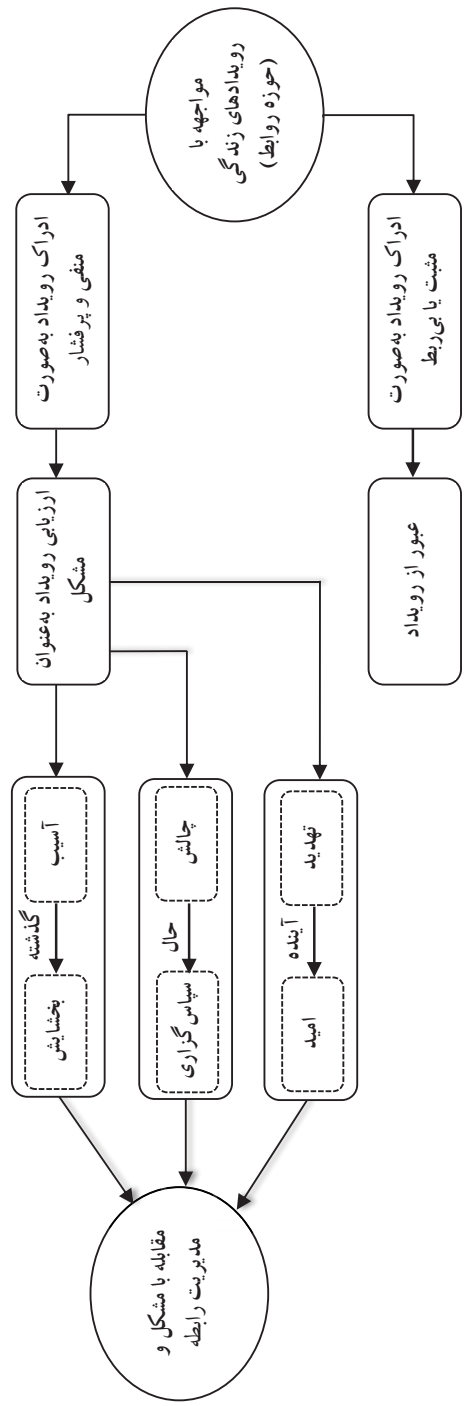 مواجهه با
رویدادهای زندگی
(حوزه روابط)
ادراک رویداد به‌صورت
مثبت یا بی‌ربط
عبور از رویداد
ادراک رویداد به‌صورت
منفی و پرفشار
ارزیابی رویداد به‌عنوان
مشکل
تهدید
آینده
امید
چالش
حال
سپاس‌گزاری
آسیب
گذشته
بخشایش
مقابله با مشکل و
مدیریت رابطه